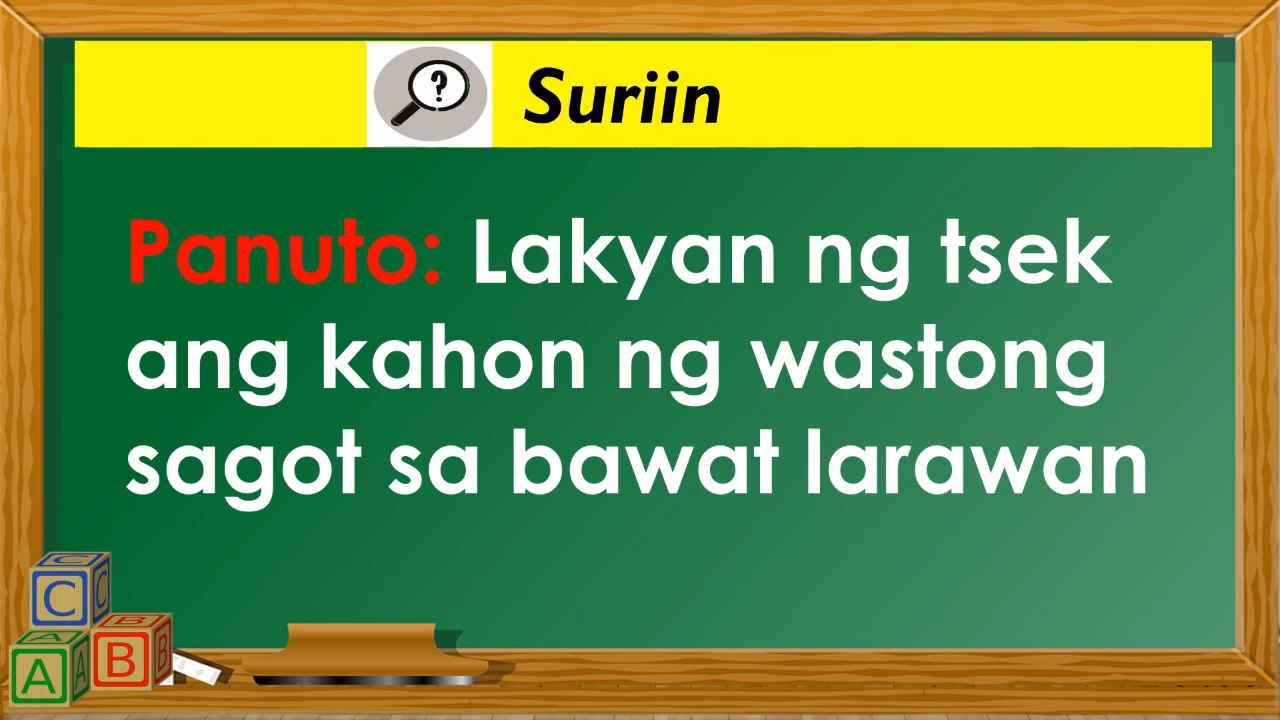 ?
Suriin
Panuto: Lakyan ng tsek
ang kahon ng wastong
sagot sa bawat larawan
C
C
C
A
A
A
B
B
B